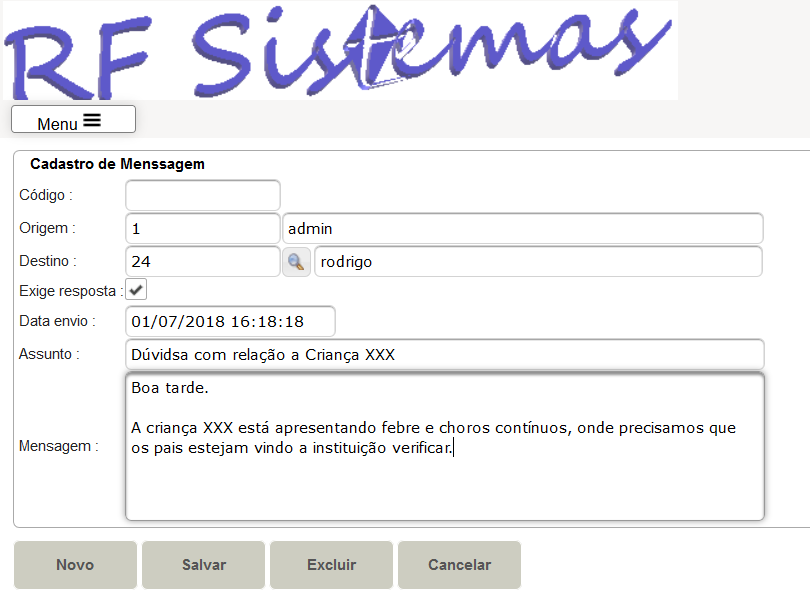 RF Sistemas
Menu
Cadastro de Menssagem
Código :
Origem : 1 admin
Destino : 24 rodrigo
Exige resposta :
Data envio : 01/07/2018 16:18:18
Assunto : Dúvidsa com relação a Criança XXX
Boa tarde.
A criança XXX está apresentando febre e choros contínuos, onde precisamos que
Mensagem : os pais estejam vindo a instituição verificar.
Novo Salvar Excluir Cancelar